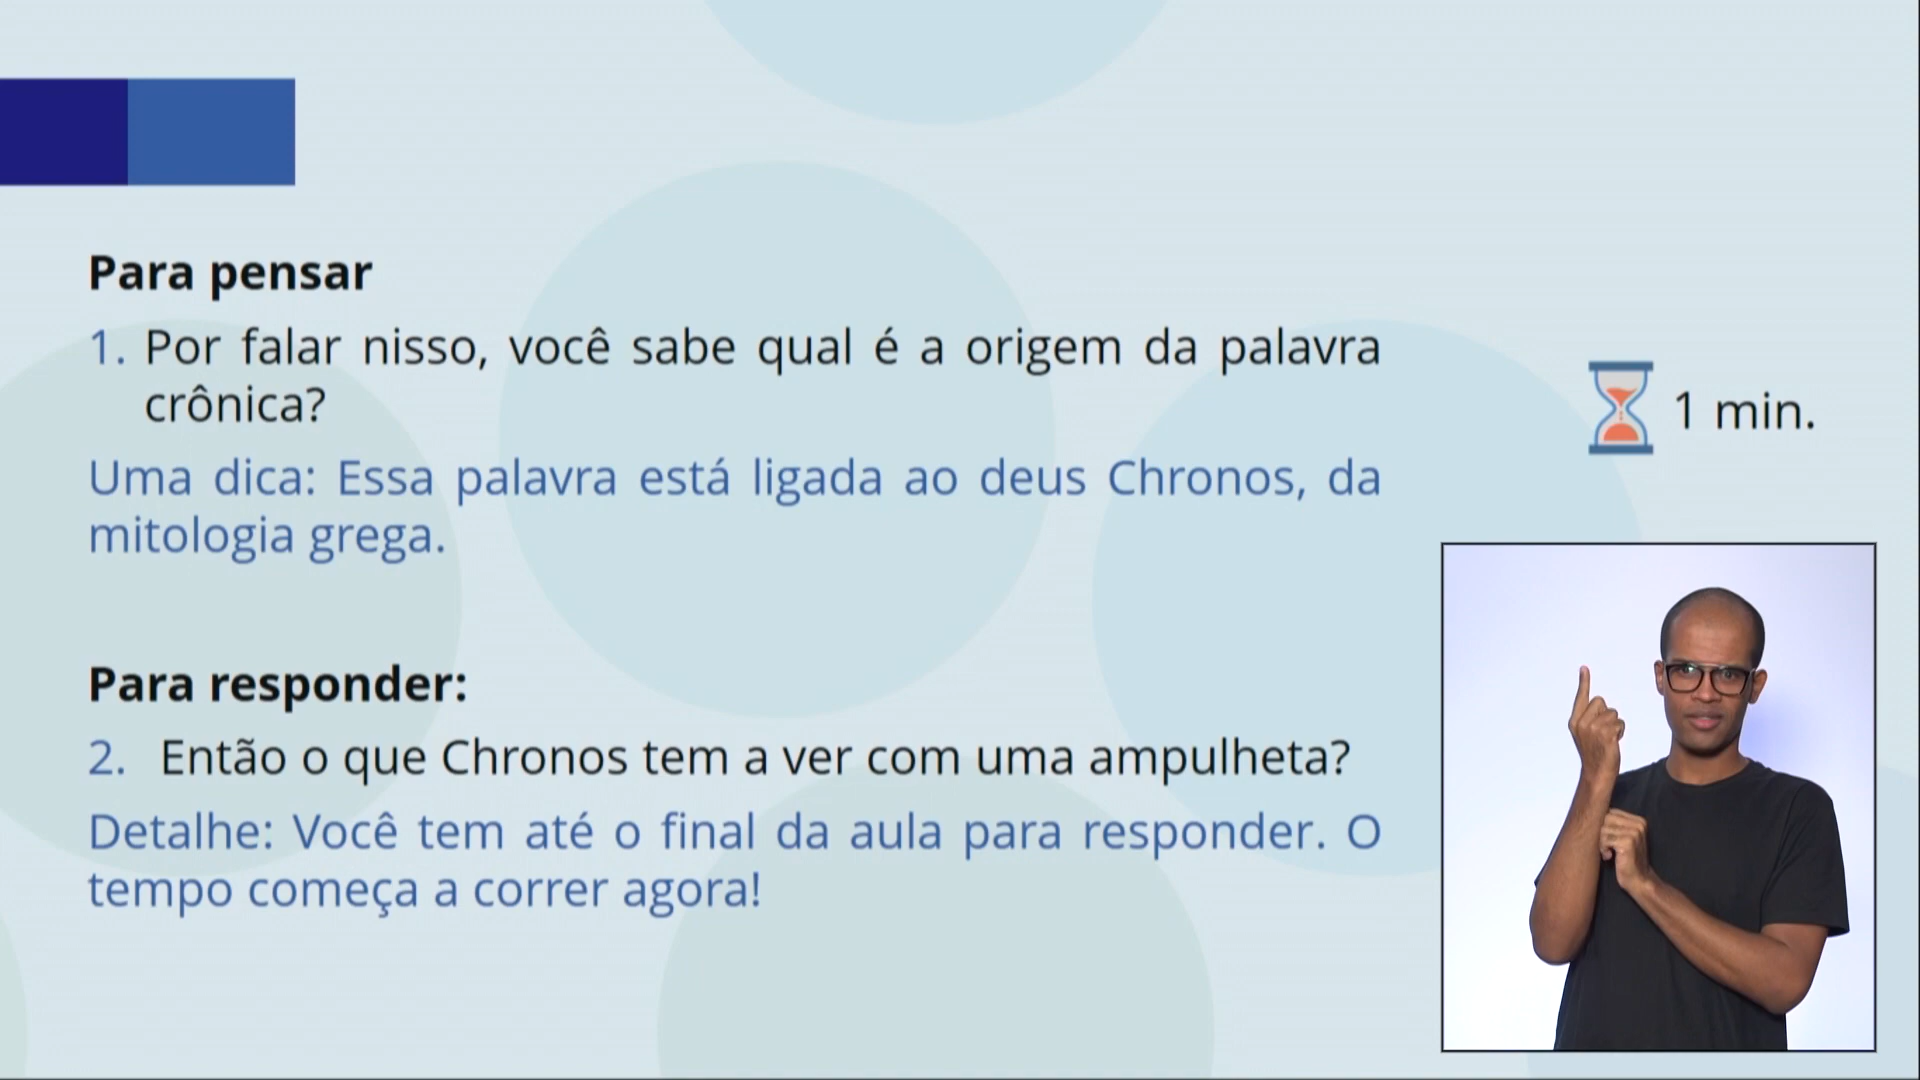 Para pensar
1. Por falar nisso, você sabe qual é a origem da palavra
crônica?
Uma dica: Essa palavra está ligada ao deus Chronos, da
mitologia grega.
1 min.
Para responder:
2. Então o que Chronos tem a ver com uma ampulheta?
Detalhe: Você tem até o final da aula para responder. O
tempo começa a correr agora!